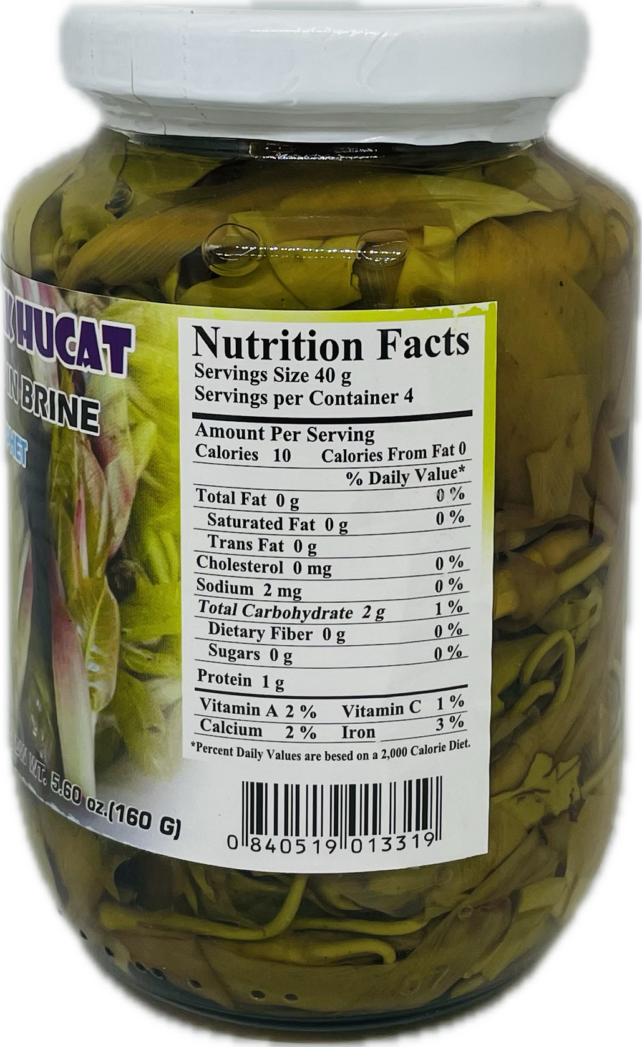 HUCAT
IN BRINE
Nutrition Facts
Servings Size 40 g
Servings per Container 4
Amount Per Serving
Calories 10 Calories From Fat 0
% Daily Value*
Total Fat 0 g 0 %
Saturated Fat 0 g 0 %
Trans Fat 0 g
Cholesterol 0 mg 0 %
Sodium 2 mg 0 %
Total Carbohydrate 2 g 1 %
Dietary Fiber 0 g 0 %
Sugars 0 g 0 %
Protein 1 g
Vitamin A 2 % Vitamin C 1 %
Calcium 2 % Iron 3 %
*Percent Daily Values are besed on a 2,000 Calorie Diet.
WT. 5.60 oz.(160 G)
0 840519 013319